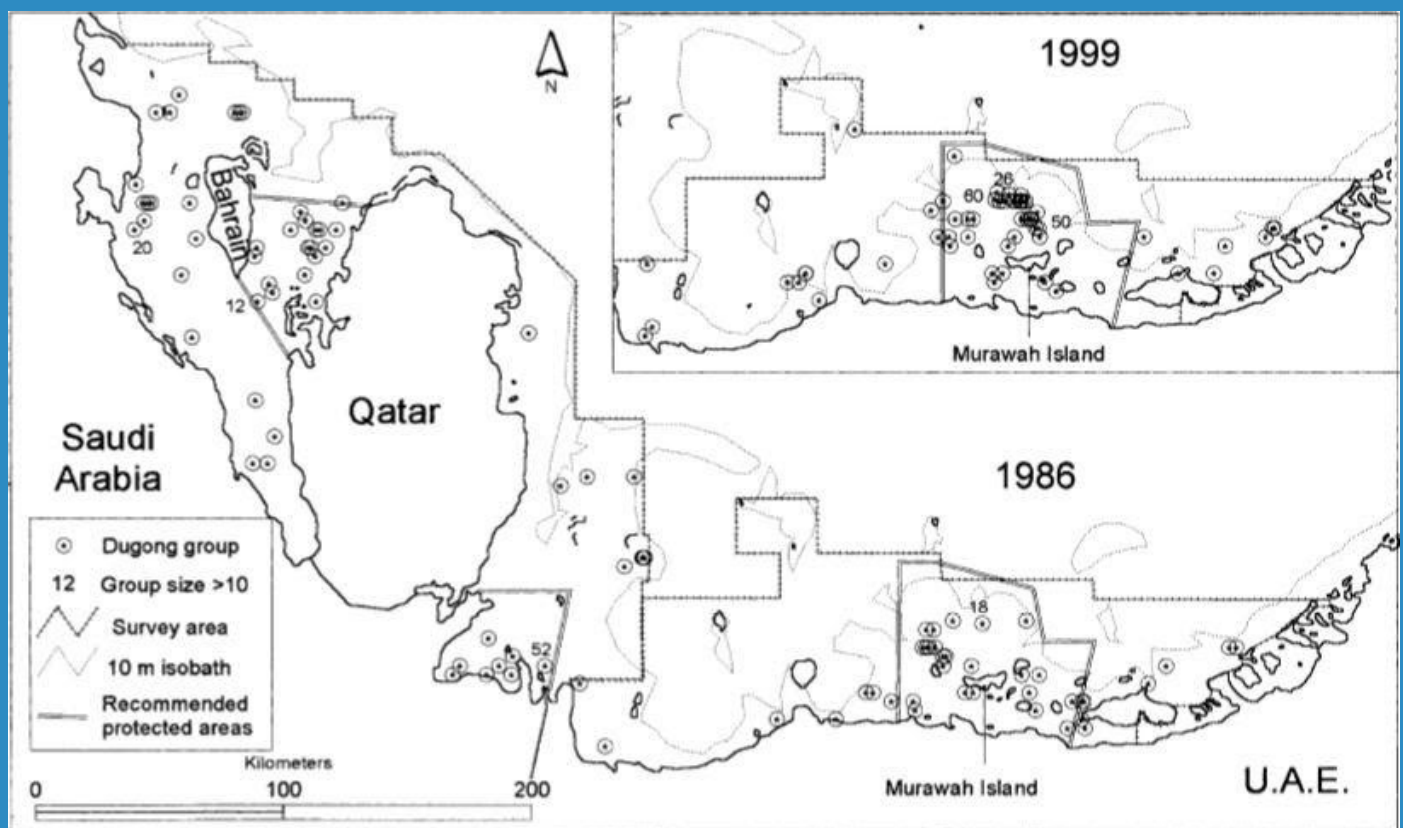 1999
N
Bahrain
26
60
50
20
12
Murawah Island
Qatar
Saudi
Arabia
1986
18
52
Dugong group
12 Group size >10
Survey area
10 m isobath
Recommended
protected areas
Kilometers
0 100 200
Murawah Island
U.A.E.